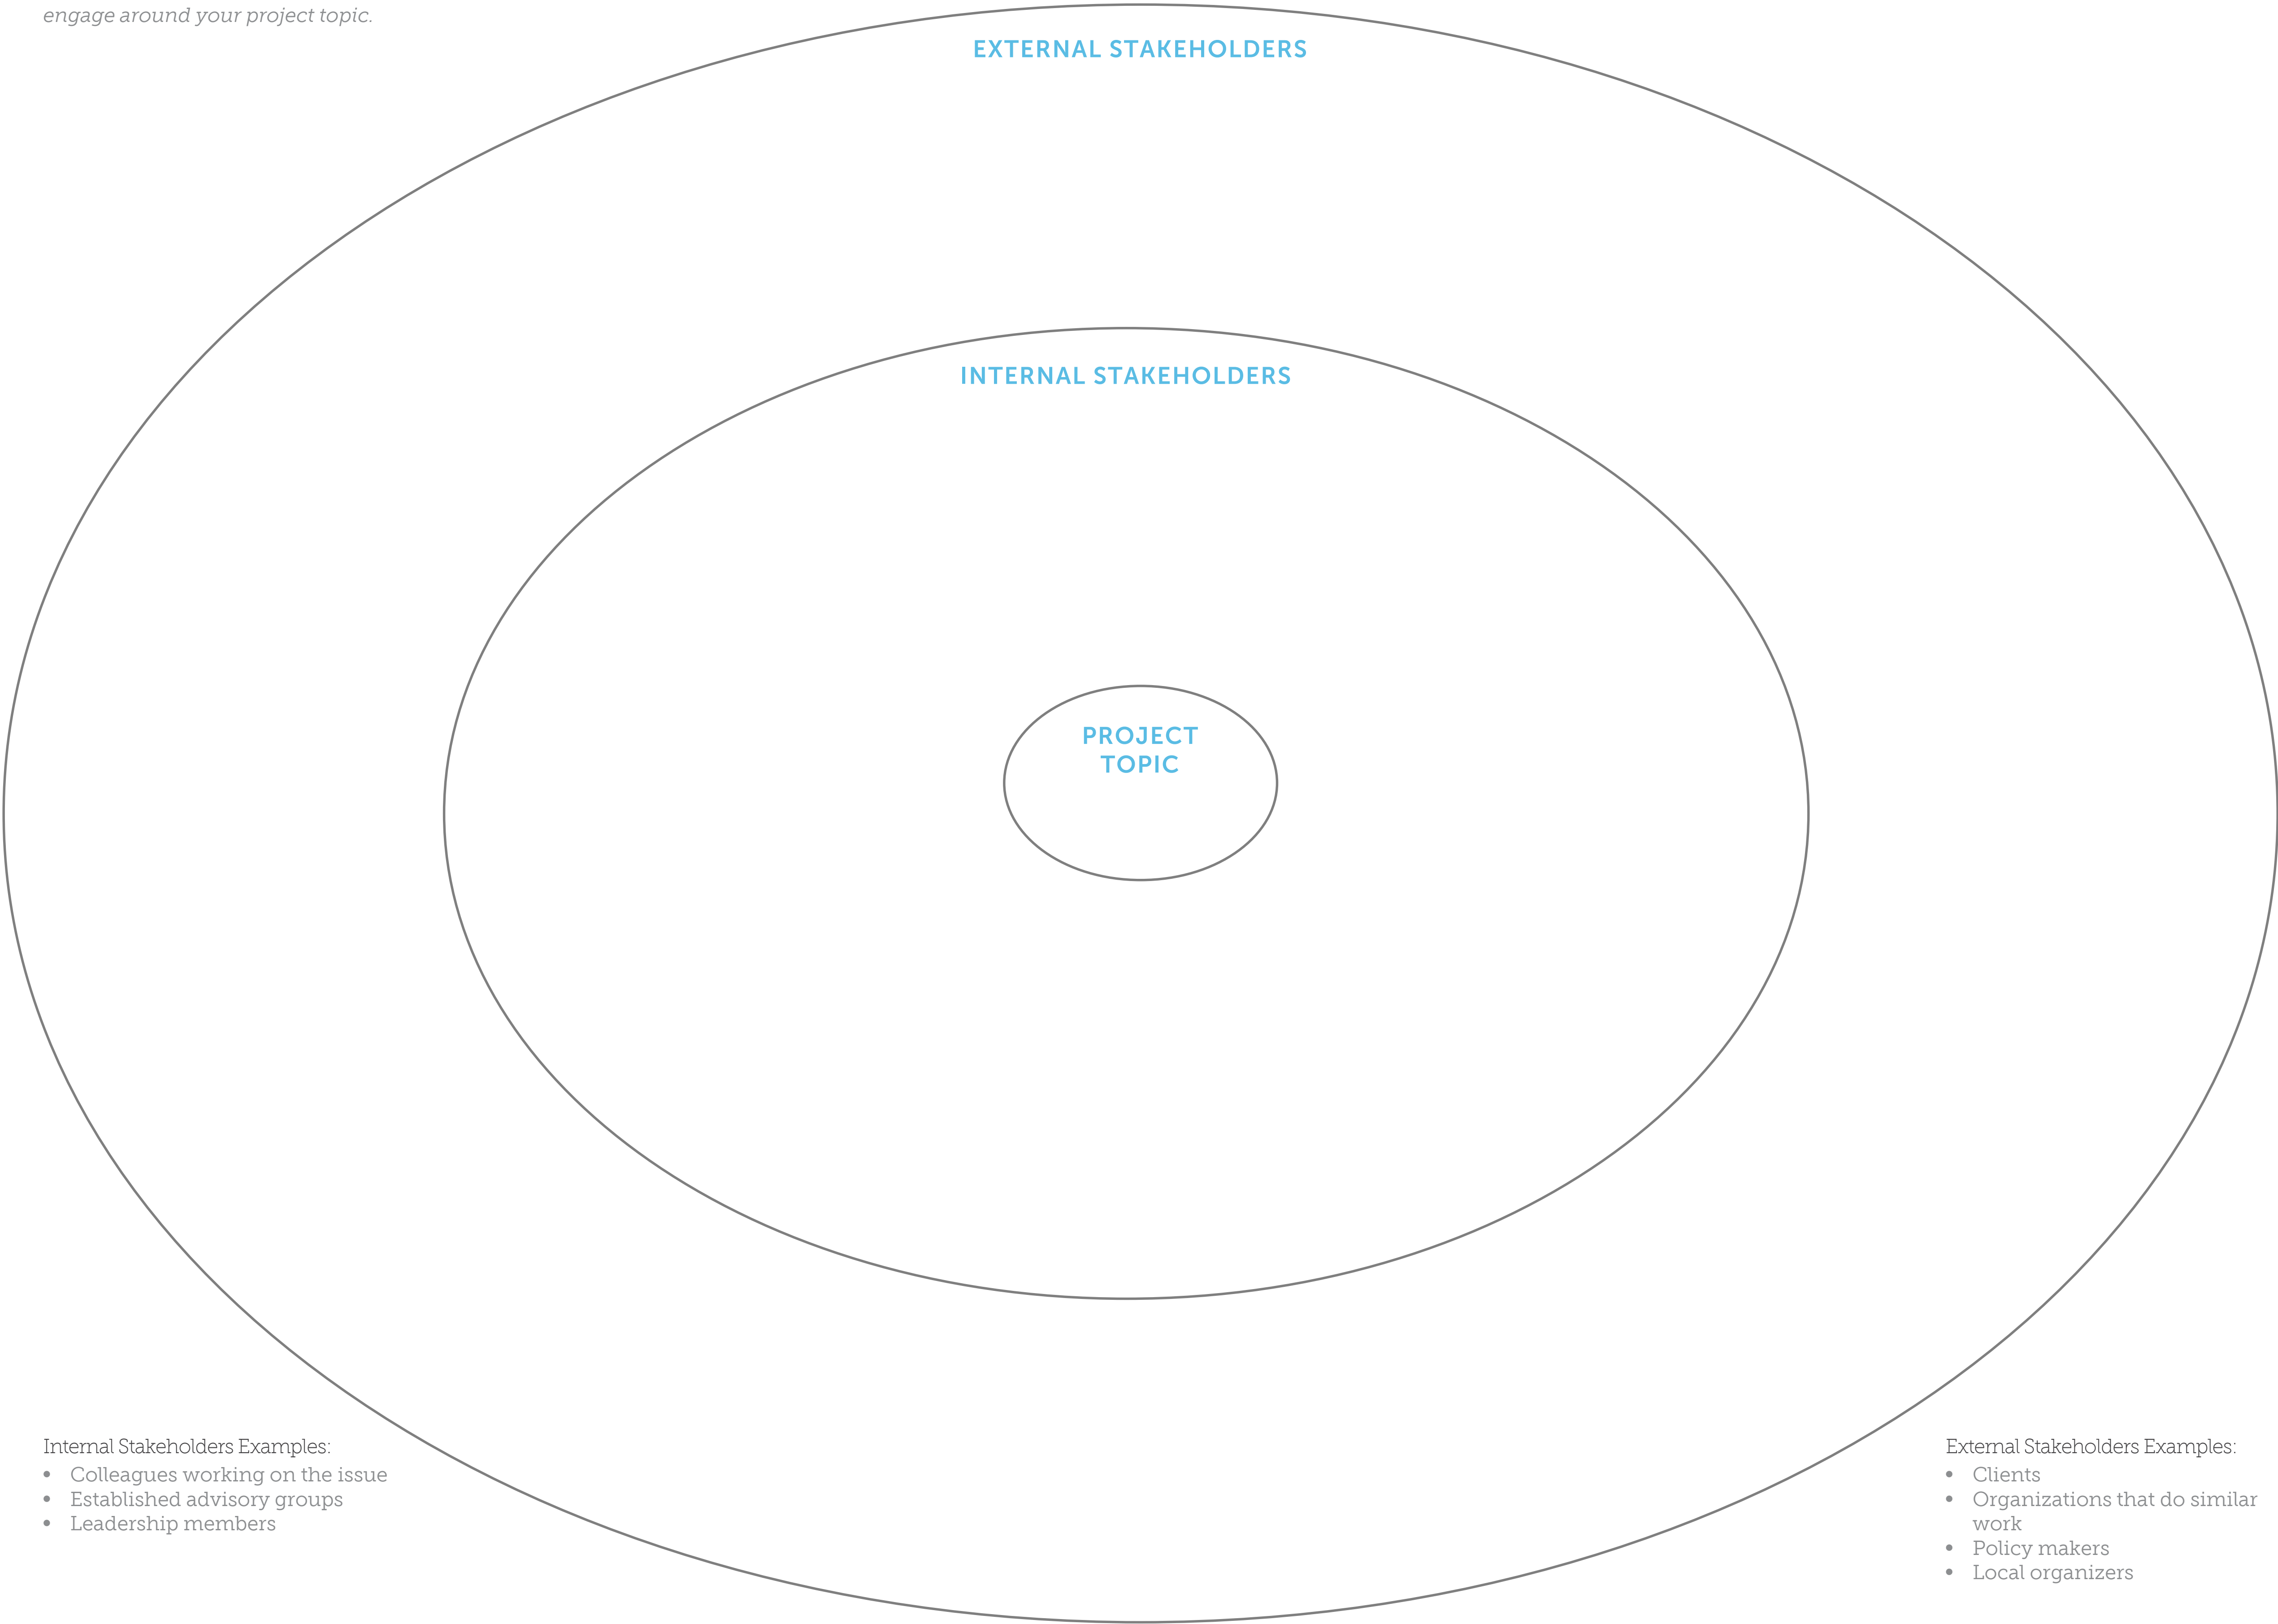 engage around your project topic.
EXTERNAL STAKEHOLDERS
INTERNAL STAKEHOLDERS
PROJECT
TOPIC
Internal Stakeholders Examples:
• Colleagues working on the issue
• Established advisory groups
• Leadership members
External Stakeholders Examples:
• Clients
• Organizations that do similar
work
• Policy makers
• Local organizers